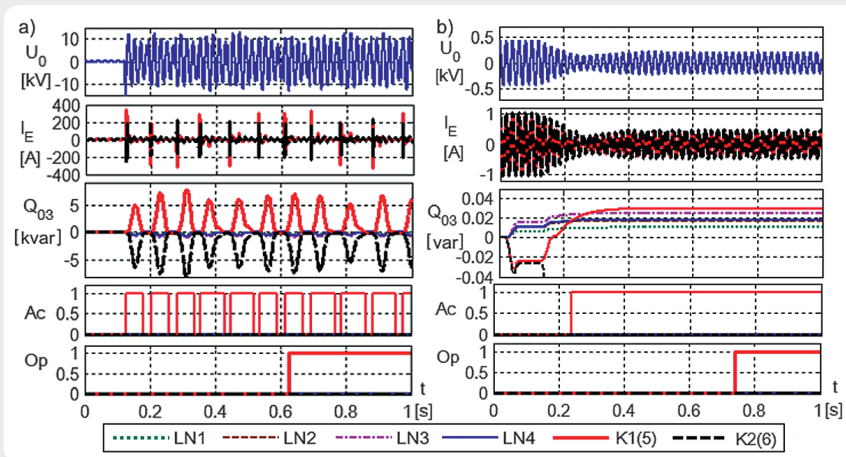 a)
U0
[kV]
10
0
-10
IE
[A]
400
200
0
-200
-400
Q03
[kvar]
5
0
-5
Ac
1
0.5
0
Op
1
0.5
0
0 0.2 0.4 0.6 0.8 1 [s]
t
b)
U0
[kV]
0.5
0
-0.5
IE
[A]
1
0
-1
Q03
[var]
0.04
0.02
0
-0.02
-0.04
Ac
1
0.5
0
Op
1
0.5
0
0 0.2 0.4 0.6 0.8 1 [s]
t
LN1 LN2 LN3 LN4 K1(5) K2(6)